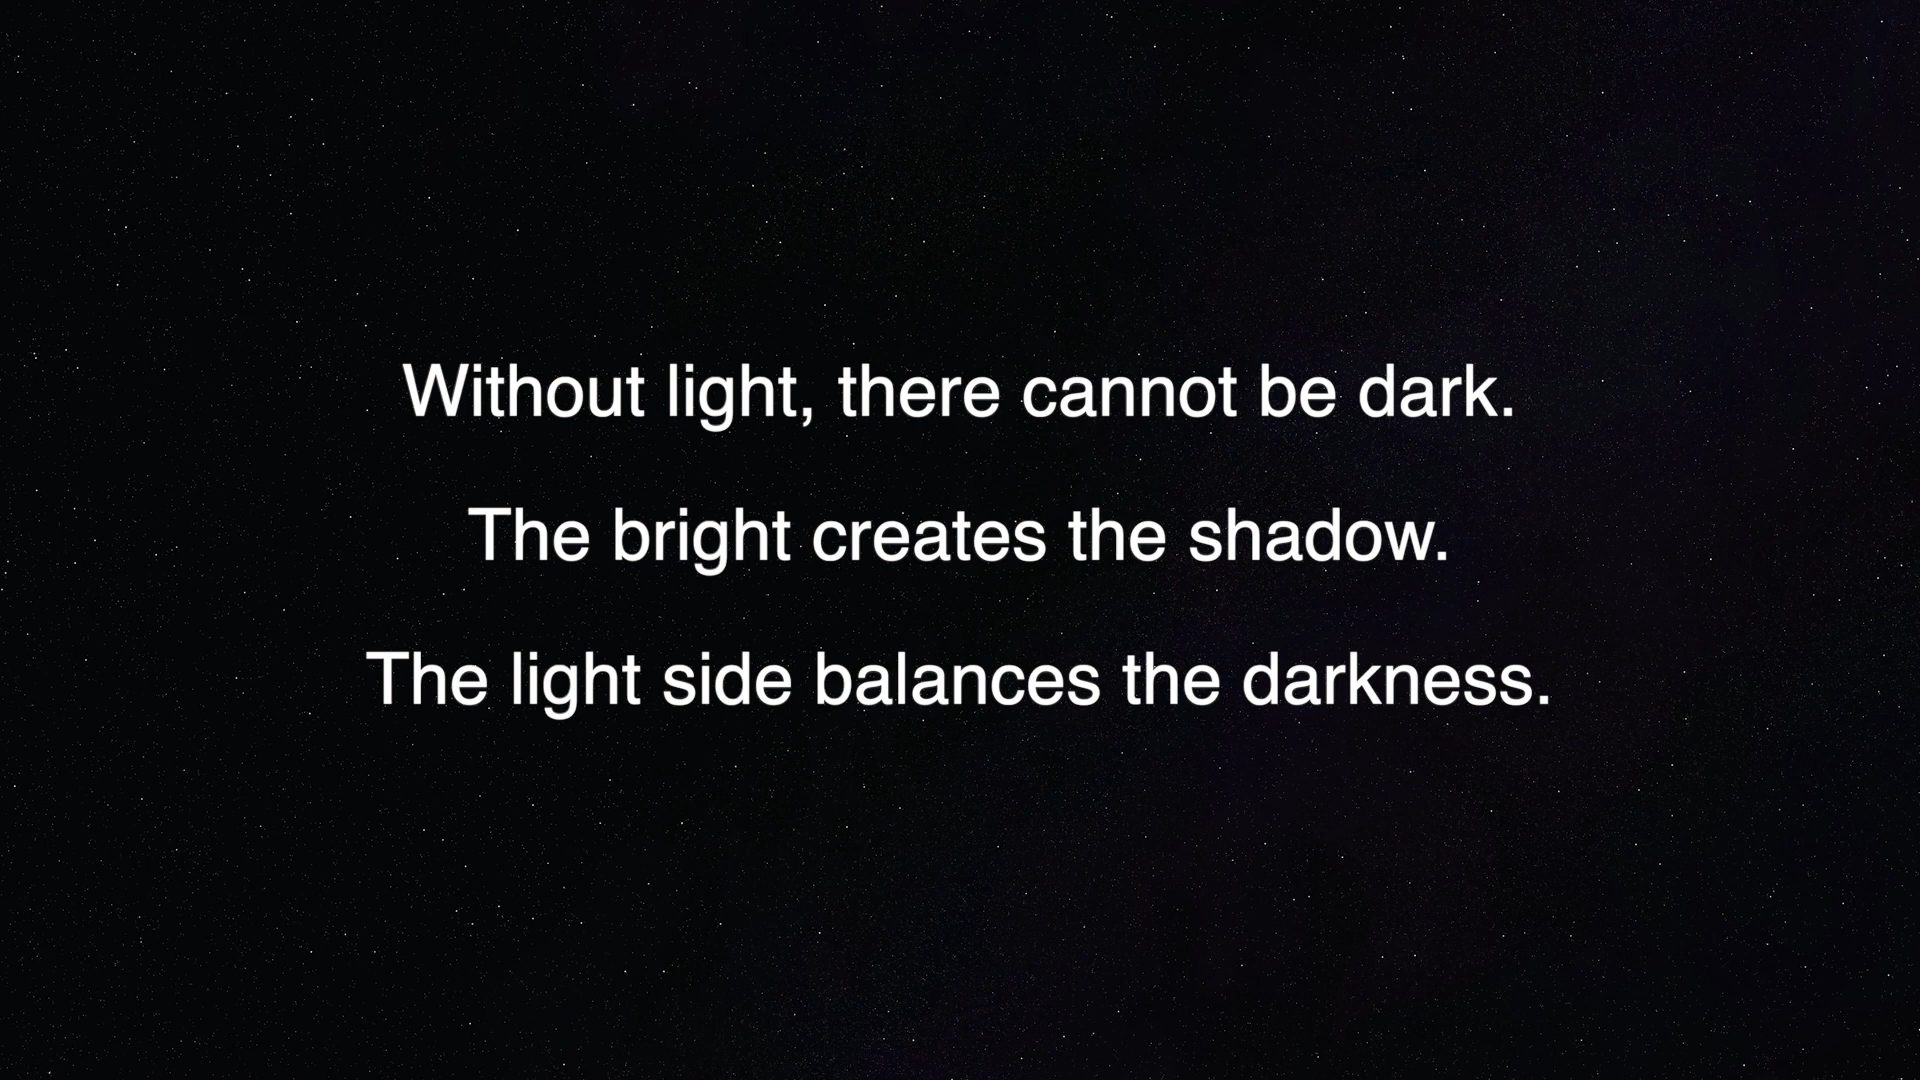 Without light, there cannot be dark.
The bright creates the shadow.
The light side balances the darkness.